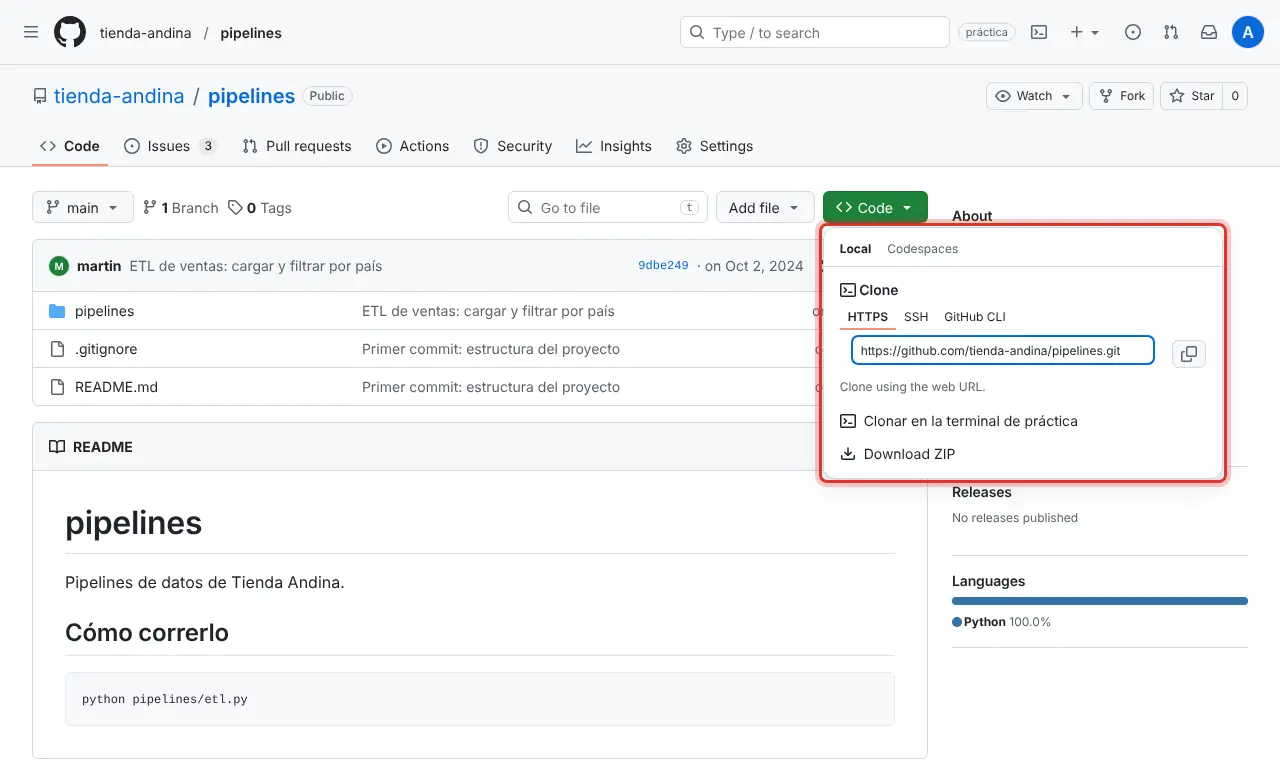 tienda-andina / pipelines
Type / to search
práctica
A
tienda-andina / pipelines Public
Watch
Fork
Star 0
Code
Issues 3
Pull requests
Actions
Security
Insights
Settings
main
1 Branch
0 Tags
Go to file t
Add file
Code
About
M martin ETL de ventas: cargar y filtrar por país 9dbe249 · on Oct 2, 2024
pipelines ETL de ventas: cargar y filtrar por país
.gitignore Primer commit: estructura del proyecto
README.md Primer commit: estructura del proyecto
Local Codespaces
Clone
HTTPS SSH GitHub CLI
https://github.com/tienda-andina/pipelines.git
Clone using the web URL.
Clonar en la terminal de práctica
Download ZIP
README
pipelines
Pipelines de datos de Tienda Andina.
Cómo correrlo
python pipelines/etl.py
Releases
No releases published
Languages
Python 100.0%